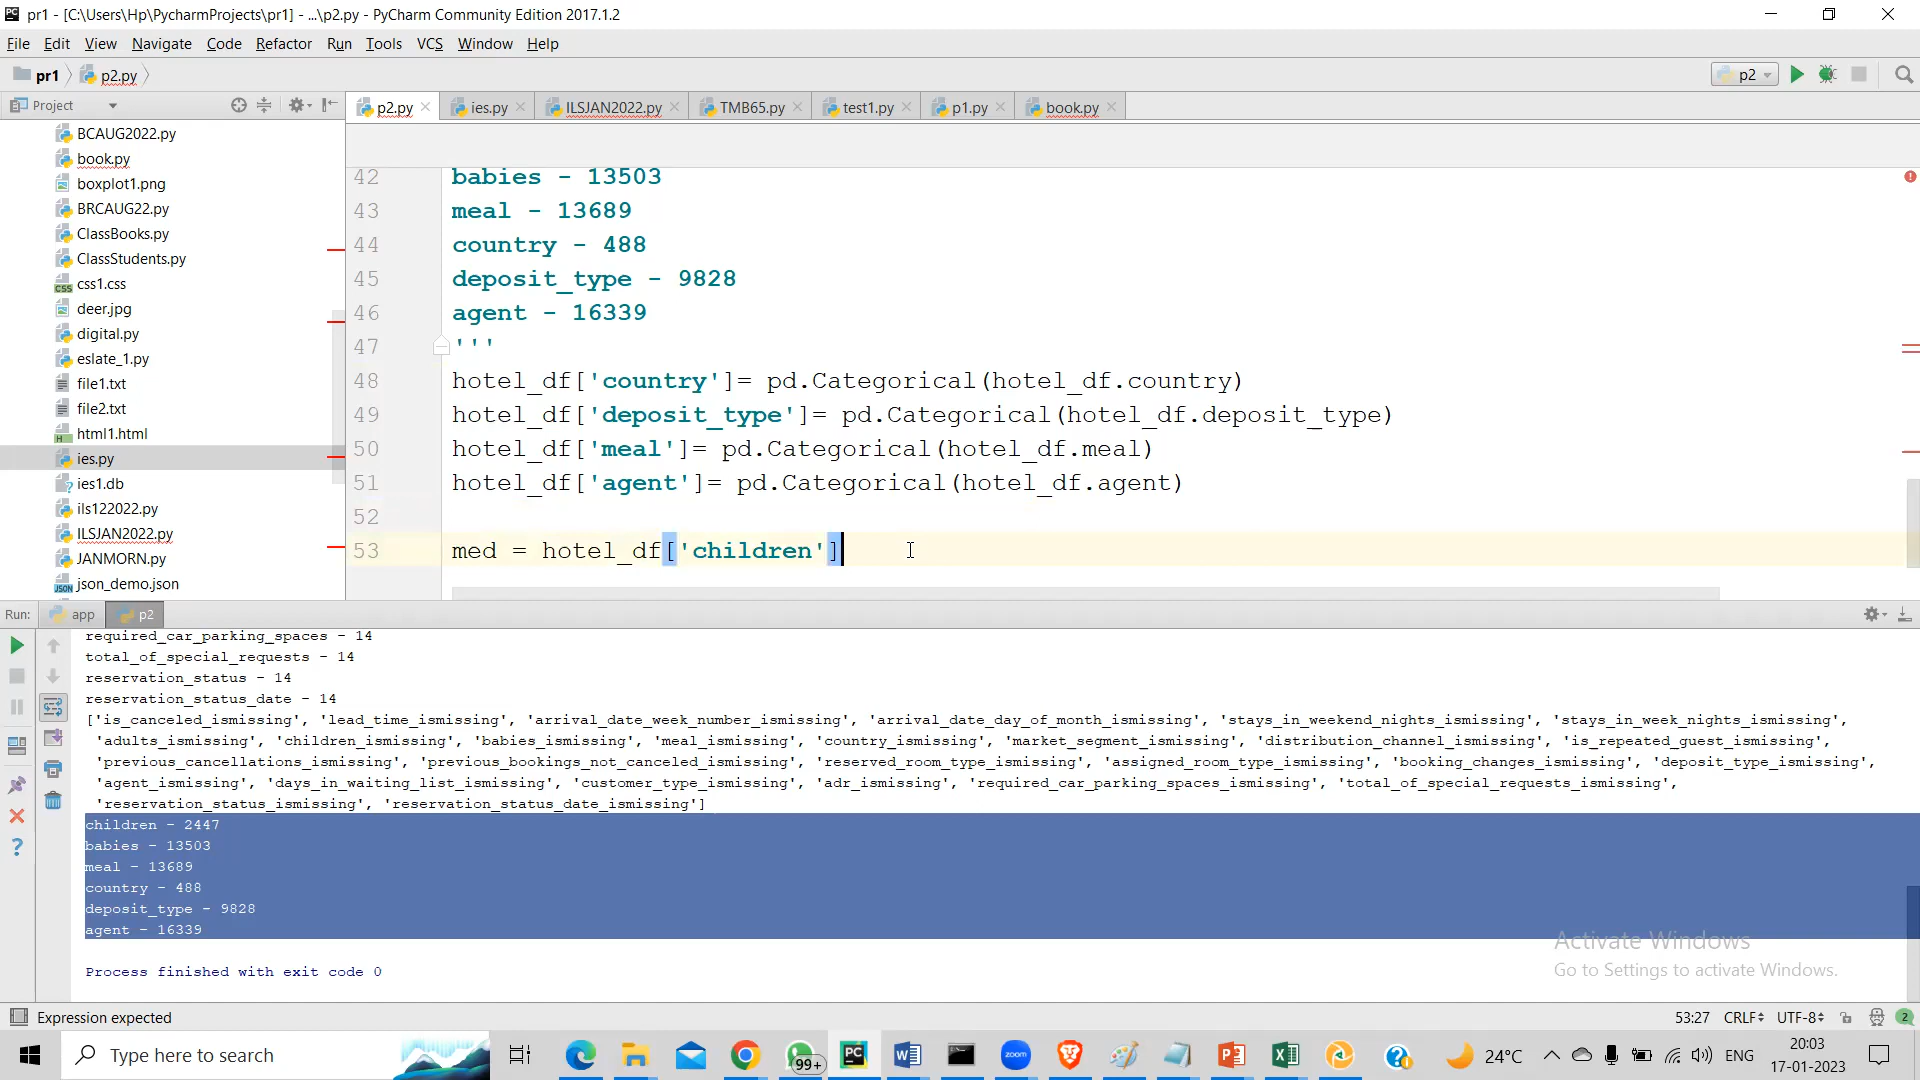 pr1 - [C:\Users\Hp\PycharmProjects\pr1] - ...\p2.py - PyCharm Community Edition 2017.1.2
File Edit View Navigate Code Refactor Run Tools VCS Window Help
pr1 p2.py p2
Project
p2.py ies.py ILSJAN2022.py TMB65.py test1.py p1.py book.py
BCAUG2022.py
book.py
boxplot1.png
BRCAUG22.py
ClassBooks.py
ClassStudents.py
css1.css
deer.jpg
digital.py
eslate_1.py
file1.txt
file2.txt
html1.html
ies.py
ies1.db
ils122022.py
ILSJAN2022.py
JANMORN.py
json_demo.json
42 babies - 13503
43 meal - 13689
44 country - 488
45 deposit_type - 9828
46 agent - 16339
47 '''
48 hotel_df['country']= pd.Categorical(hotel_df.country)
49 hotel_df['deposit_type']= pd.Categorical(hotel_df.deposit_type)
50 hotel_df['meal']= pd.Categorical(hotel_df.meal)
51 hotel_df['agent']= pd.Categorical(hotel_df.agent)
52
53 med = hotel_df['children']
Run: app p2
required_car_parking_spaces - 14
total_of_special_requests - 14
reservation_status - 14
reservation_status_date - 14
['is_canceled_ismissing', 'lead_time_ismissing', 'arrival_date_week_number_ismissing', 'arrival_date_day_of_month_ismissing', 'stays_in_weekend_nights_ismissing', 'stays_in_week_nights_ismissing',
'adults_ismissing', 'children_ismissing', 'babies_ismissing', 'meal_ismissing', 'country_ismissing', 'market_segment_ismissing', 'distribution_channel_ismissing', 'is_repeated_guest_ismissing',
'previous_cancellations_ismissing', 'previous_bookings_not_canceled_ismissing', 'reserved_room_type_ismissing', 'assigned_room_type_ismissing', 'booking_changes_ismissing', 'deposit_type_ismissing',
'agent_ismissing', 'days_in_waiting_list_ismissing', 'customer_type_ismissing', 'adr_ismissing', 'required_car_parking_spaces_ismissing', 'total_of_special_requests_ismissing',
'reservation_status_ismissing', 'reservation_status_date_ismissing']
children - 2447
babies - 13503
meal - 13689
country - 488
deposit_type - 9828
agent - 16339
Process finished with exit code 0
Activate Windows
Go to Settings to activate Windows.
Expression expected 53:27 CRLF UTF-8 2
Type here to search 99+ zoom 24°C ENG 20:03
17-01-2023